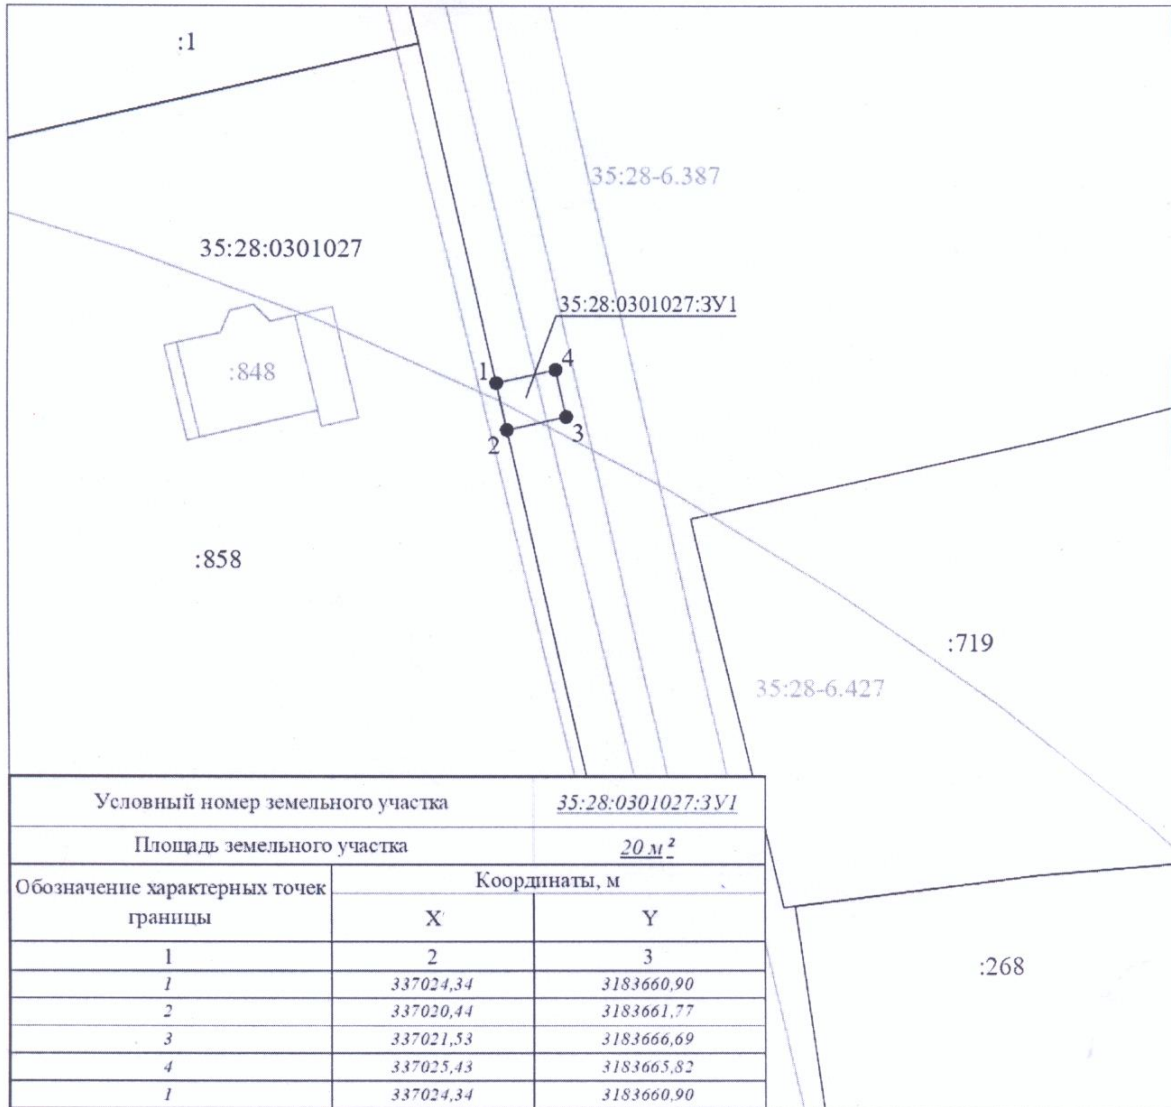 :1
35:28-6.387
35:28:0301027
35:28:0301027:ЗУ1
:848
1
4
2
3
:858
:719
35:28-6.427
Условный номер земельного участка 35:28:0301027:ЗУ1
Площадь земельного участка 20 м²
Обозначение характерных точек границы
Координаты, м
X Y
1 2 3
1 337024,34 3183660,90
2 337020,44 3183661,77
3 337021,53 3183666,69
4 337025,43 3183665,82
1 337024,34 3183660,90
:268